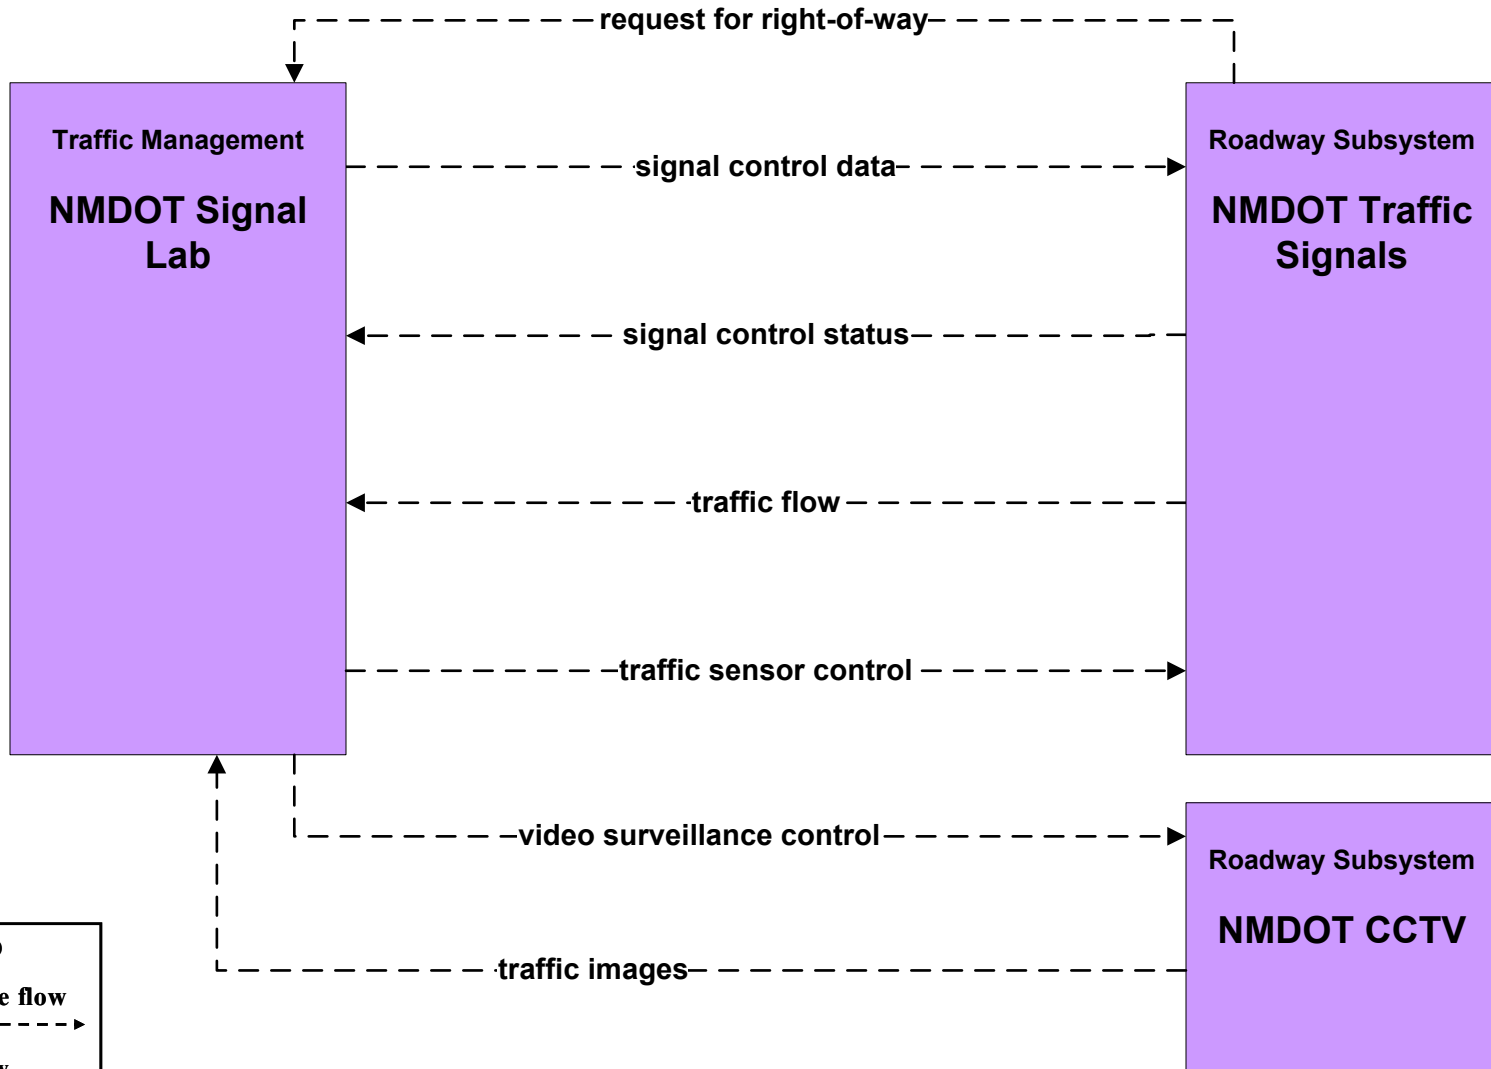 request for right-of-way
Traffic Management
NMDOT Signal
Lab
Roadway Subsystem
NMDOT Traffic
Signals
signal control data
signal control status
traffic flow
traffic sensor control
video surveillance control
Roadway Subsystem
NMDOT CCTV
traffic images
flow